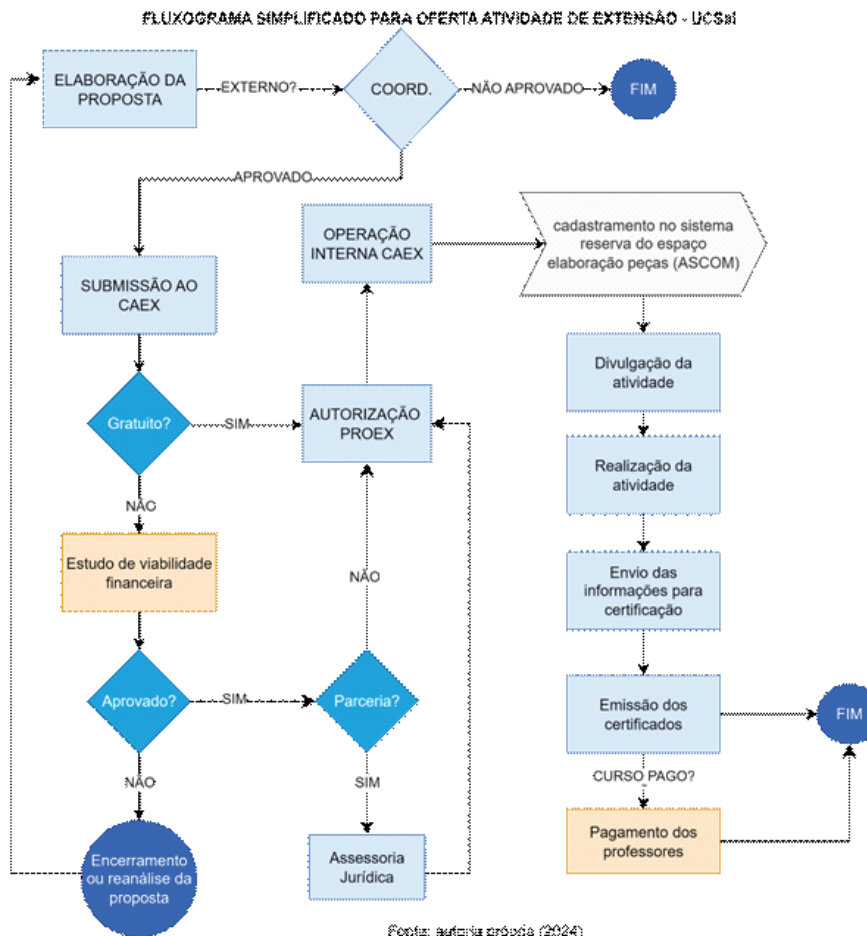 FLUXOGRAMA SIMPLIFICADO PARA OFERTA ATIVIDADE DE EXTENSÃO - UCSal
ELABORAÇÃO DA
PROPOSTA
EXTERNO?
COORD.
NÃO APROVADO
FIM
APROVADO
OPERAÇÃO
INTERNA CAEX
cadastramento no sistema
reserva do espaço
elaboração peças (ASCOM)
SUBMISSÃO AO
CAEX
Divulgação da
atividade
Gratuito?
SIM
AUTORIZAÇÃO
PROEX
Realização da
atividade
NÃO
Estudo de viabilidade
financeira
NÃO
Envio das
informações para
certificação
Aprovado?
SIM
Parceria?
Emissão dos
certificados
FIM
NÃO
SIM
CURSO PAGO?
Encerramento
ou reanálise da
proposta
Assessoria
Jurídica
Pagamento dos
professores
Fonte: autoria própria (2024)